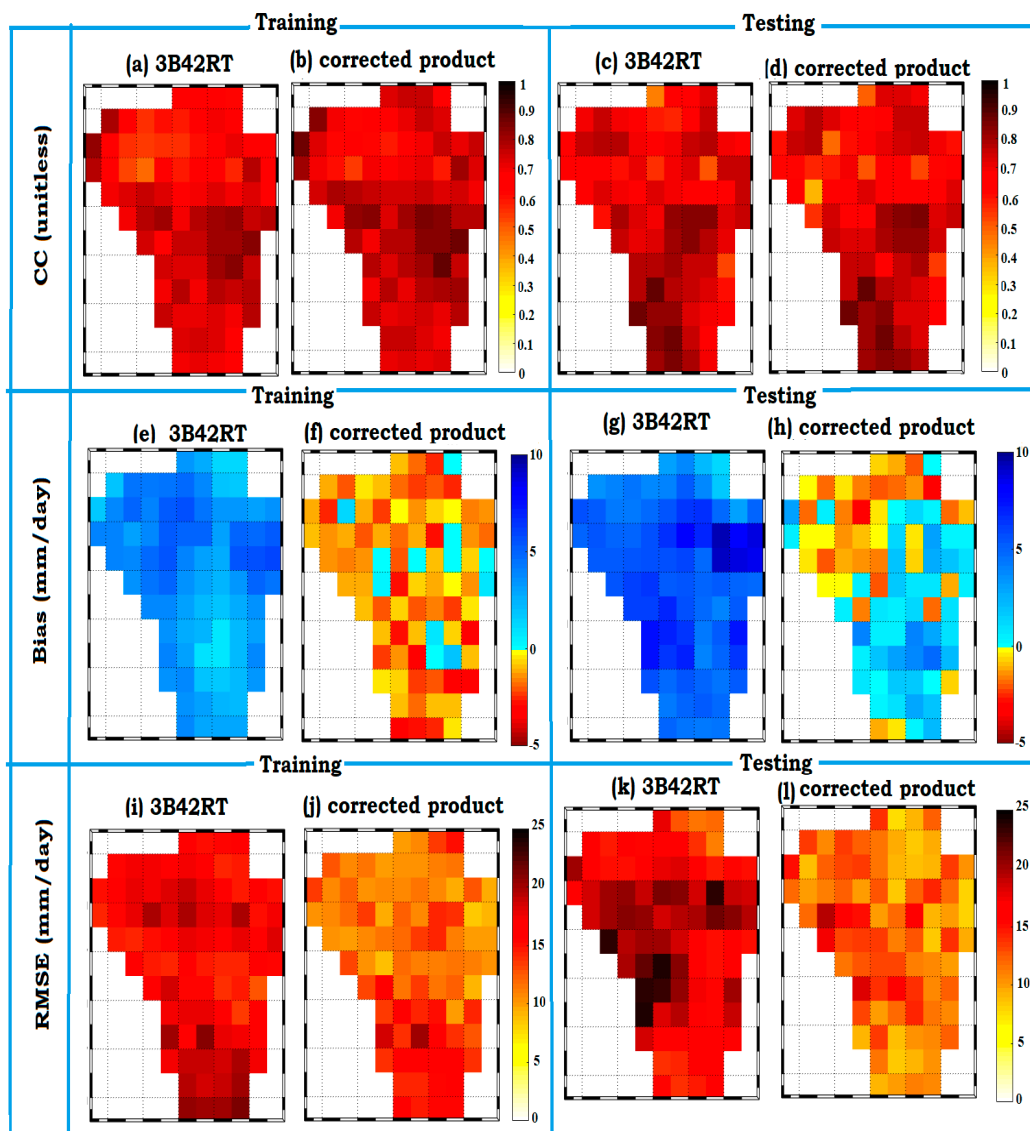 Training
Testing
(a) 3B42RT
(b) corrected product
(c) 3B42RT
(d) corrected product
CC (unitless)
1
0.9
0.8
0.7
0.6
0.5
0.4
0.3
0.2
0.1
0
1
0.9
0.8
0.7
0.6
0.5
0.4
0.3
0.2
0.1
0
Training
Testing
(e) 3B42RT
(f) corrected product
(g) 3B42RT
(h) corrected product
Bias (mm/day)
10
5
0
-5
10
5
0
-5
Training
Testing
(i) 3B42RT
(j) corrected product
(k) 3B42RT
(l) corrected product
RMSE (mm/day)
25
20
15
10
5
0
25
20
15
10
5
0